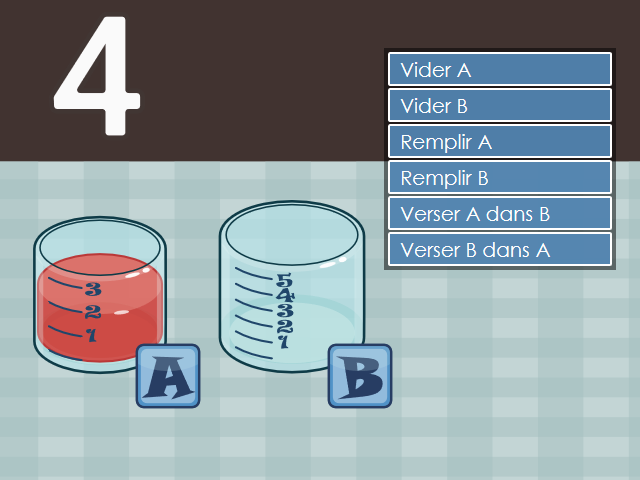 4
Vider A
Vider B
Remplir A
Remplir B
Verser A dans B
Verser B dans A
3
2
1
A
5
4
3
2
1
B